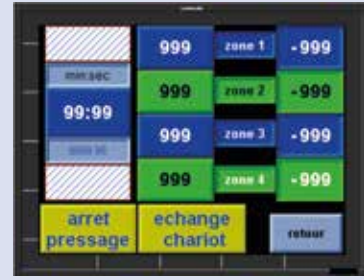 999 zone 1 -999
min:sec
999 zone 2 -999
99:99
999 zone 3 -999
999 zone 4 -999
arret pressage
echange chariot
retour